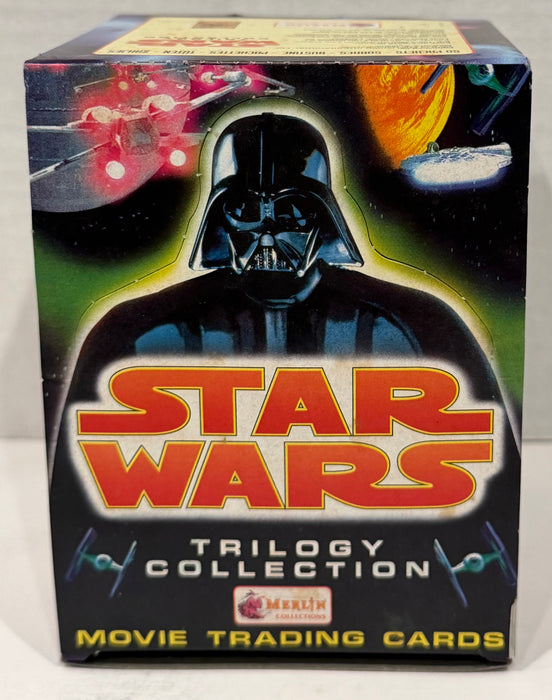 STAR
WARS
TRILOGY
COLLECTION
MERLIN
COLLECTIONS
MOVIE TRADING CARDS